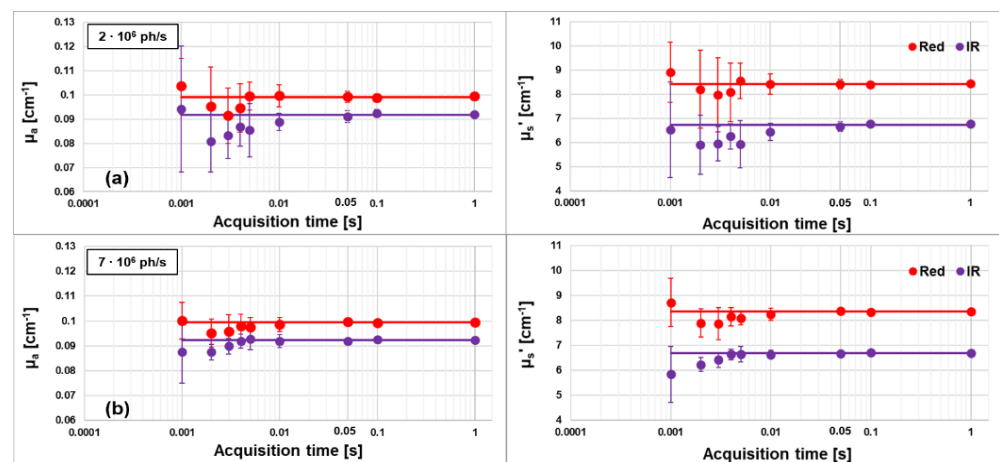 2 · 10⁶ ph/s
0.13
0.12
0.11
0.1
0.09
0.08
0.07
0.06
μa [cm⁻¹]
(a)
0.0001 0.001 0.01 0.05 0.1 1
Acquisition time [s]
11
10
9
8
7
6
5
4
μs' [cm⁻¹]
Red IR
0.0001 0.001 0.01 0.05 0.1 1
Acquisition time [s]
7 · 10⁶ ph/s
0.13
0.12
0.11
0.1
0.09
0.08
0.07
0.06
μa [cm⁻¹]
(b)
0.0001 0.001 0.01 0.05 0.1 1
Acquisition time [s]
11
10
9
8
7
6
5
4
μs' [cm⁻¹]
Red IR
0.0001 0.001 0.01 0.05 0.1 1
Acquisition time [s]